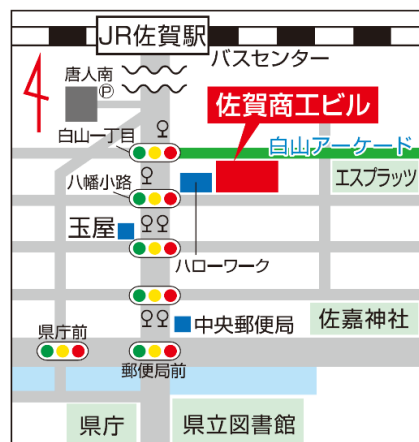 JR佐賀駅
バスセンター
唐人南
P
佐賀商工ビル
白山一丁目
白山アーケード
八幡小路
エスプラッツ
玉屋
ハローワーク
中央郵便局
佐嘉神社
県庁前
郵便局前
県庁
県立図書館